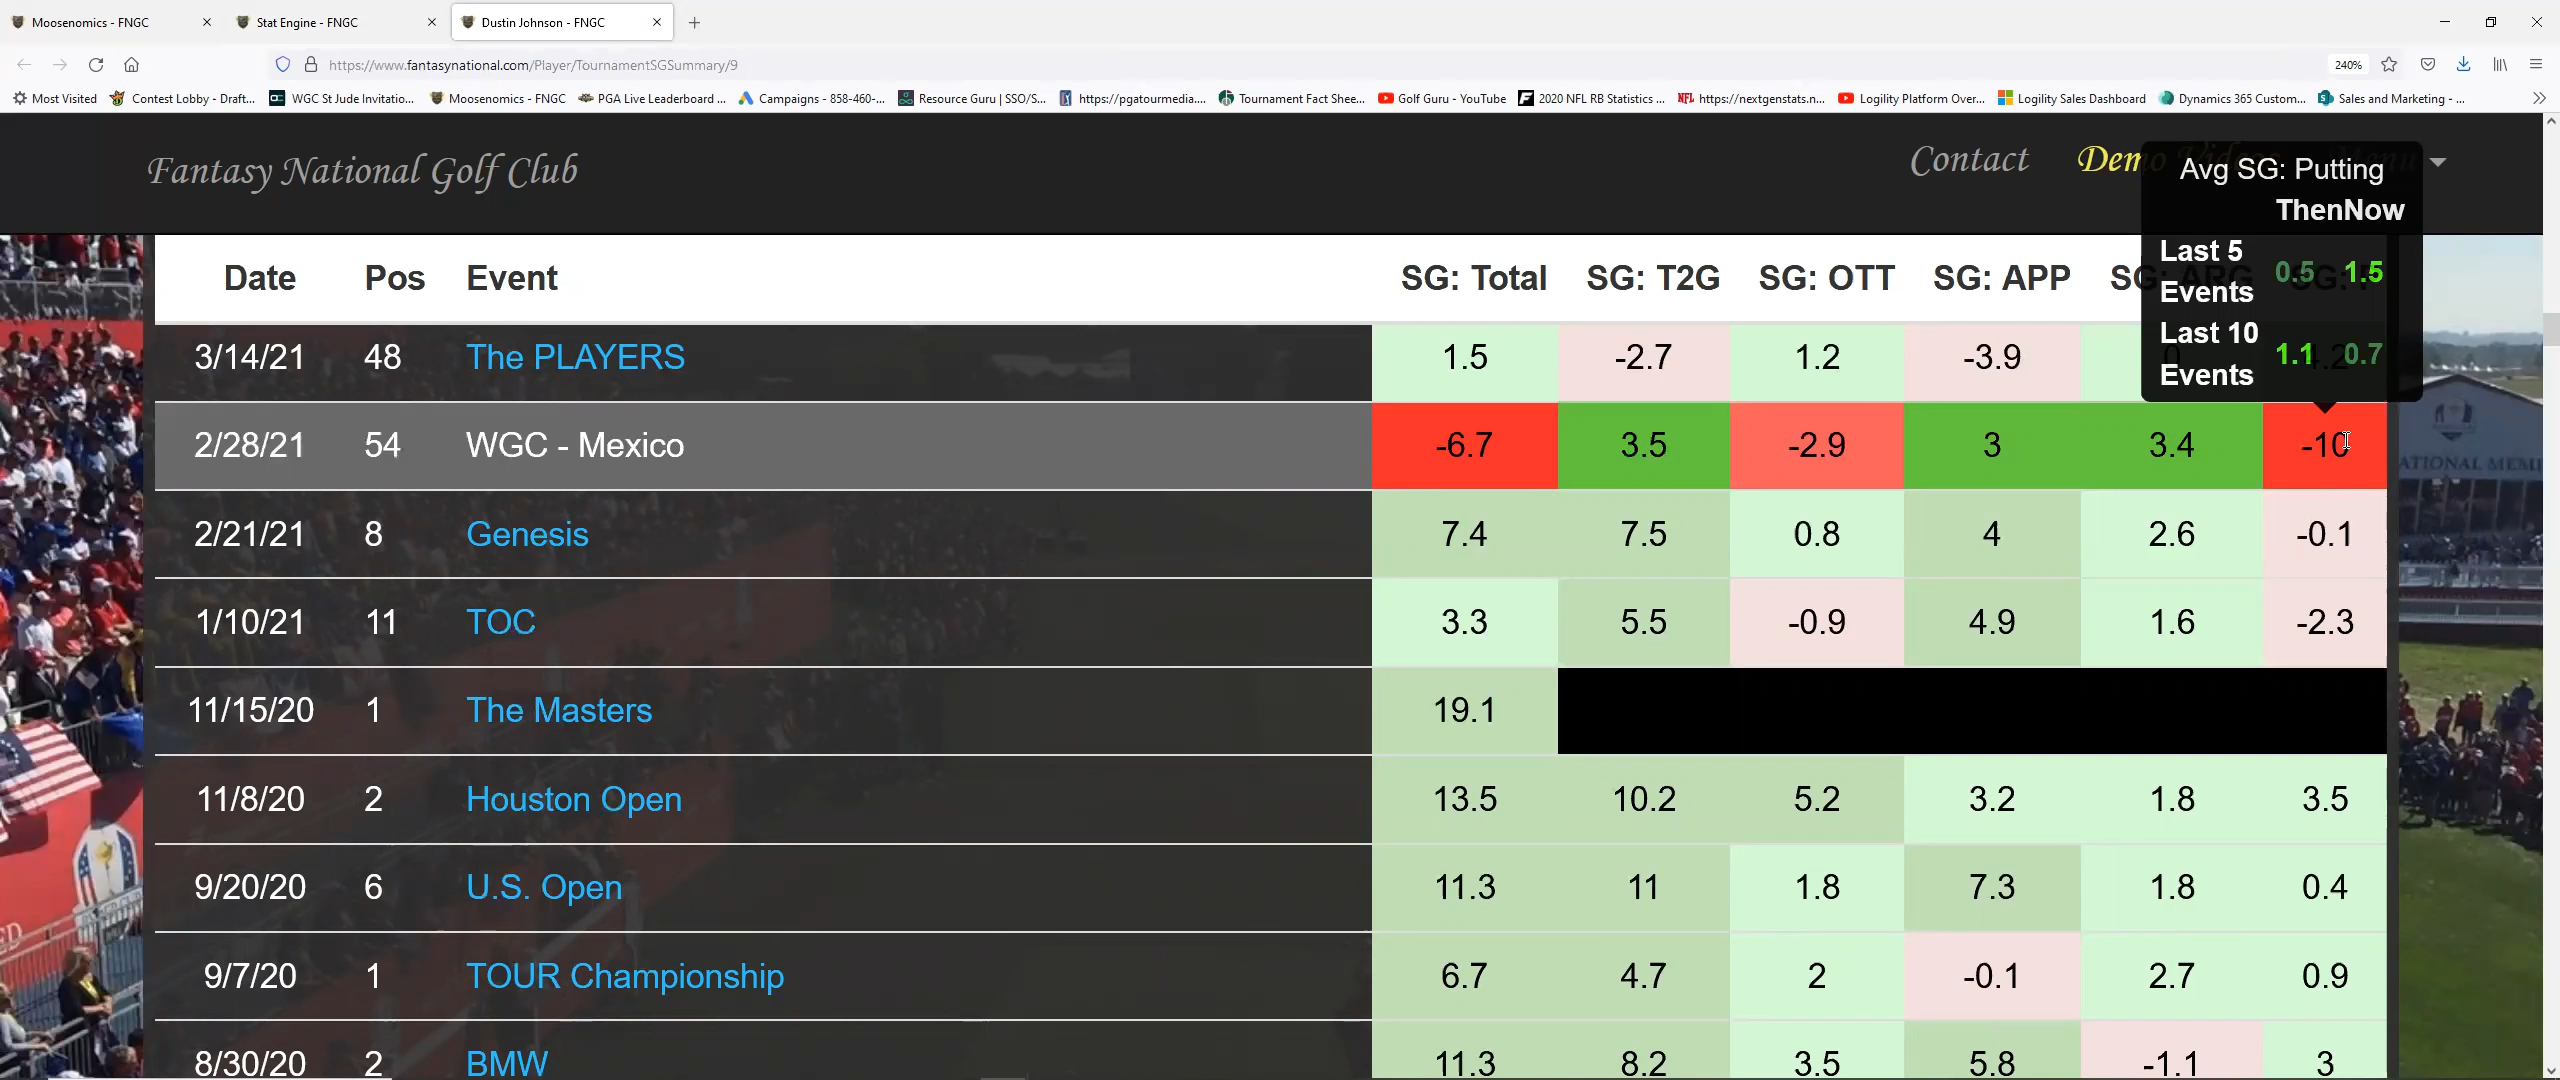 Moosenomics - FNGC
Stat Engine - FNGC
Dustin Johnson - FNGC
https://www.fantasynational.com/Player/TournamentSGSummary/9
240%
Most Visited
Contest Lobby - Draft...
WGC St Jude Invitatio...
Moosenomics - FNGC
PGA Live Leaderboard ...
Campaigns - 858-460-...
Resource Guru | SSO/S...
https://pgatourmedia....
Tournament Fact Shee...
Golf Guru - YouTube
2020 NFL RB Statistics ...
https://nextgenstats.n...
Logility Platform Over...
Logility Sales Dashboard
Dynamics 365 Custom...
Sales and Marketing - ...
Fantasy National Golf Club
Contact
Demo
Avg SG: Putting
ThenNow
Last 5 Events 0.5 1.5
Last 10 Events 1.1 0.7
Date Pos Event SG: Total SG: T2G SG: OTT SG: APP
3/14/21 48 The PLAYERS 1.5 -2.7 1.2 -3.9
2/28/21 54 WGC - Mexico -6.7 3.5 -2.9 3 3.4 -10
2/21/21 8 Genesis 7.4 7.5 0.8 4 2.6 -0.1
1/10/21 11 TOC 3.3 5.5 -0.9 4.9 1.6 -2.3
11/15/20 1 The Masters 19.1
11/8/20 2 Houston Open 13.5 10.2 5.2 3.2 1.8 3.5
9/20/20 6 U.S. Open 11.3 11 1.8 7.3 1.8 0.4
9/7/20 1 TOUR Championship 6.7 4.7 2 -0.1 2.7 0.9
8/30/20 2 BMW 11.3 8.2 3.5 5.8 -1.1 3